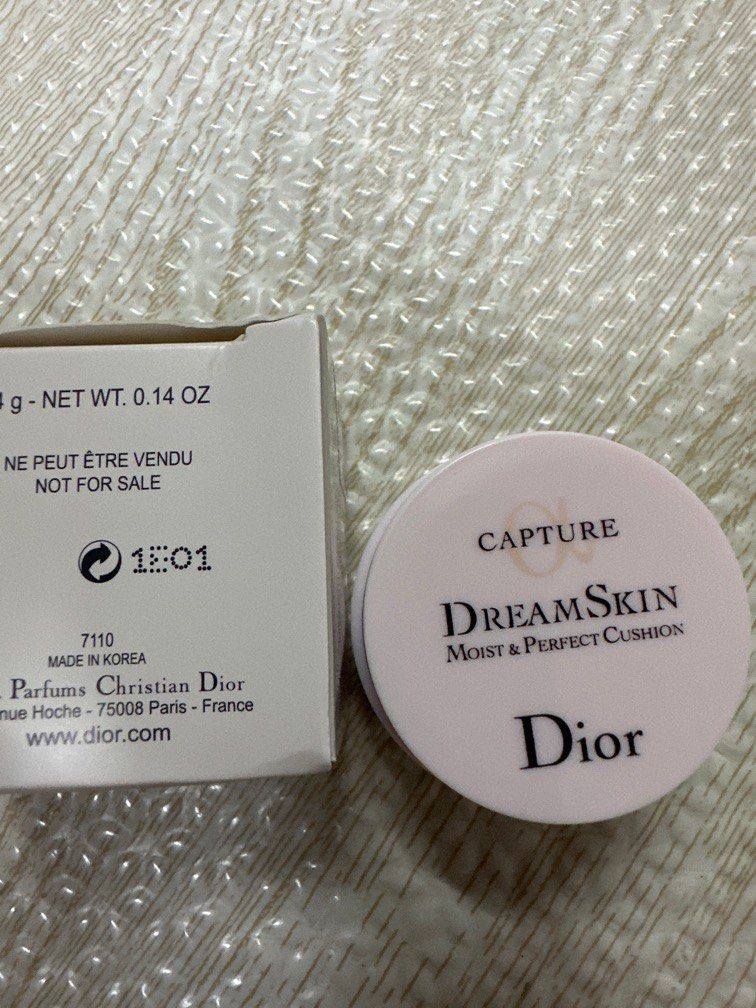 4 g - NET WT. 0.14 OZ
NE PEUT ÊTRE VENDU
NOT FOR SALE
1E01
7110
MADE IN KOREA
Parfums Christian Dior
nue Hoche - 75008 Paris - France
www.dior.com
CAPTURE
DREAMSKIN
MOIST & PERFECT CUSHION
Dior